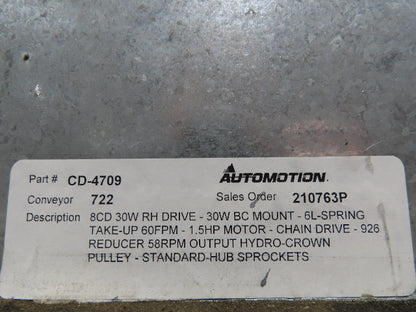 Part # CD-4709 AUTOMOTION.
Conveyor 722 Sales Order 210763P
Description 8CD 30W RH DRIVE - 30W BC MOUNT - 6L-SPRING
TAKE-UP 60FPM - 1.5HP MOTOR - CHAIN DRIVE - 926
REDUCER 58RPM OUTPUT HYDRO-CROWN
PULLEY - STANDARD-HUB SPROCKETS